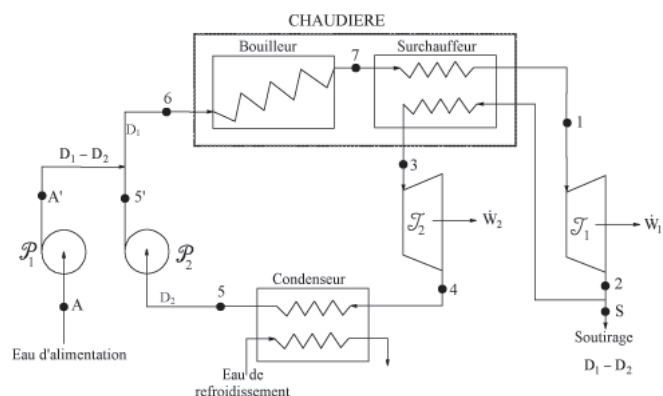 CHAUDIERE
Bouilleur
7
Surchauffeur
6
D₁
1
D₁ – D₂
3
A'
5'
𝒫₁
𝒫₂
𝒯₂
Ẇ₂
𝒯₁
Ẇ₁
Condenseur
4
2
A
D₂
5
S
Soutirage
Eau d'alimentation
D₁ – D₂
Eau de
refroidissement